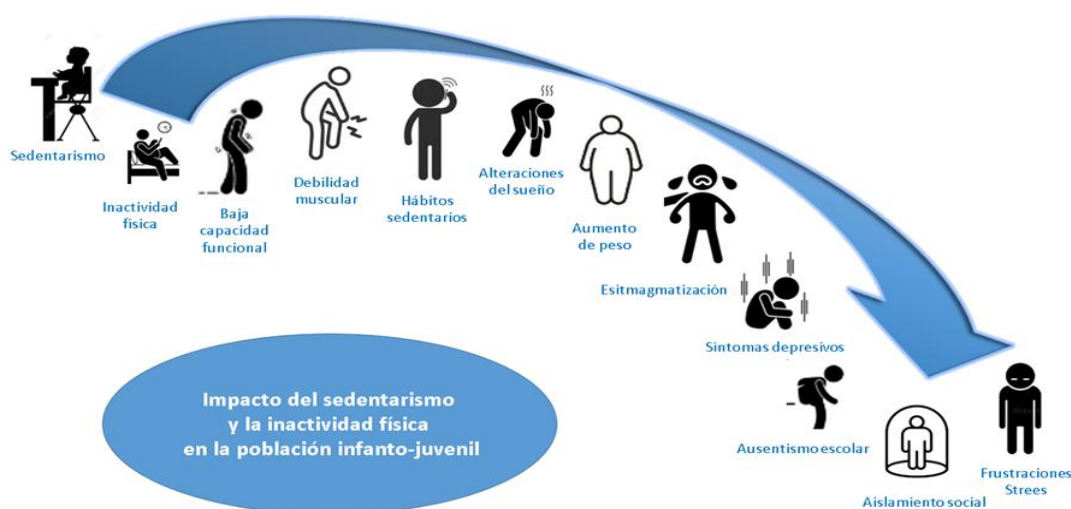 Sedentarismo
Inactividad
física
Baja
capacidad
funcional
Debilidad
muscular
Hábitos
sedentarios
Alteraciones
del sueño
Aumento
de peso
Esitmagmatización
Síntomas depresivos
Ausentismo escolar
Aislamiento social
Frustraciones
Strees
Impacto del sedentarismo
y la inactividad física
en la población infanto-juvenil